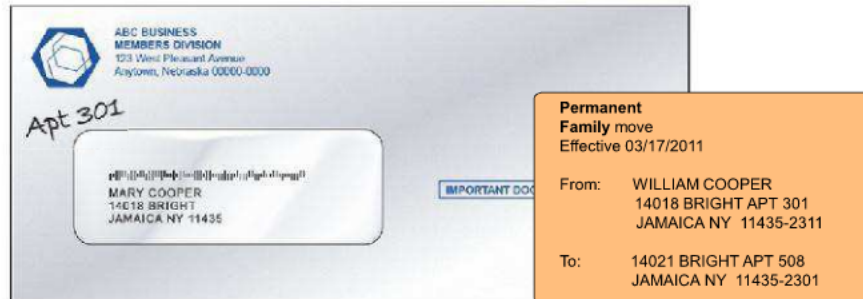 ABC BUSINESS
MEMBERS DIVISION
123 West Pleasant Avenue
Anytown, Nebraska 00000-0000
Apt 301
MARY COOPER
14018 BRIGHT
JAMAICA NY 11435
IMPORTANT DOC
Permanent
Family move
Effective 03/17/2011
From: WILLIAM COOPER
14018 BRIGHT APT 301
JAMAICA NY 11435-2311
To: 14021 BRIGHT APT 508
JAMAICA NY 11435-2301